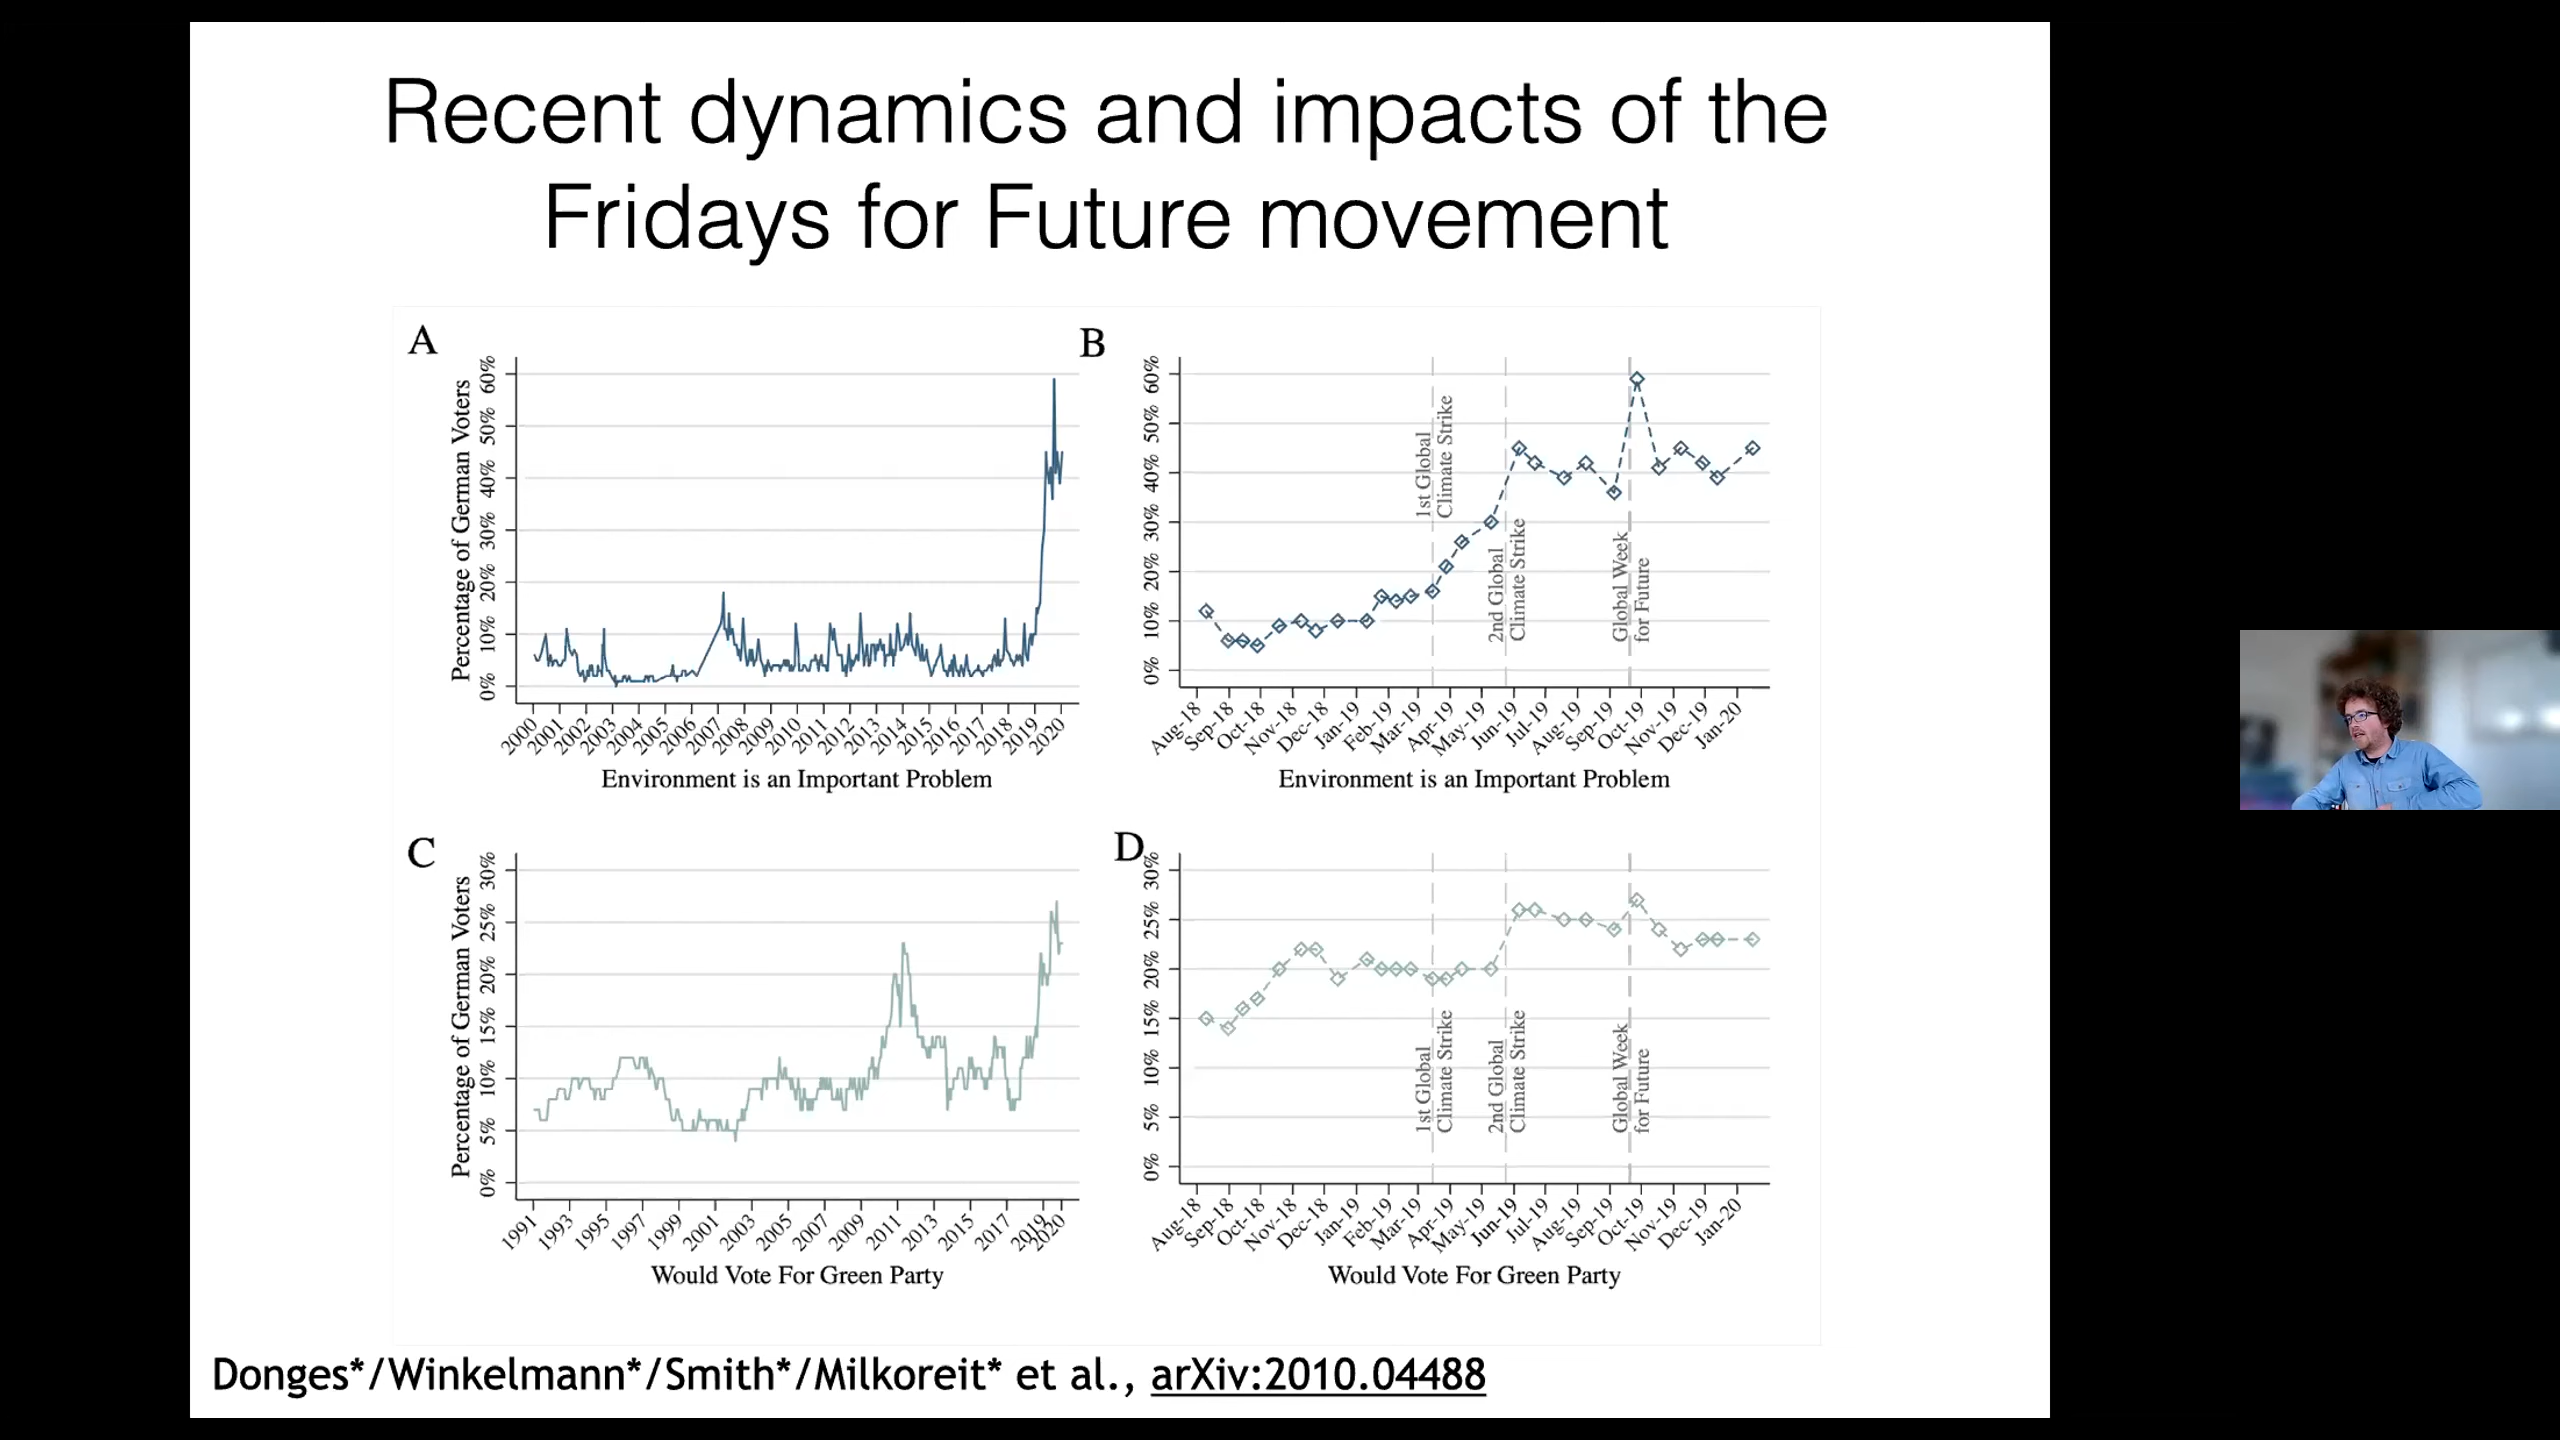 Recent dynamics and impacts of the
Fridays for Future movement
A
Percentage of German Voters
0% 10% 20% 30% 40% 50% 60%
2000 2001 2002 2003 2004 2005 2006 2007 2008 2009 2010 2011 2012 2013 2014 2015 2016 2017 2018 2019 2020
Environment is an Important Problem
B
0% 10% 20% 30% 40% 50% 60%
1st Global
Climate Strike
2nd Global
Climate Strike
Global Week
for Future
Aug-18 Sep-18 Oct-18 Nov-18 Dec-18 Jan-19 Feb-19 Mar-19 Apr-19 May-19 Jun-19 Jul-19 Aug-19 Sep-19 Oct-19 Nov-19 Dec-19 Jan-20
Environment is an Important Problem
C
Percentage of German Voters
0% 5% 10% 15% 20% 25% 30%
1991 1993 1995 1997 1999 2001 2003 2005 2007 2009 2011 2013 2015 2017 2019 2020
Would Vote For Green Party
D
0% 5% 10% 15% 20% 25% 30%
1st Global
Climate Strike
2nd Global
Climate Strike
Global Week
for Future
Aug-18 Sep-18 Oct-18 Nov-18 Dec-18 Jan-19 Feb-19 Mar-19 Apr-19 May-19 Jun-19 Jul-19 Aug-19 Sep-19 Oct-19 Nov-19 Dec-19 Jan-20
Would Vote For Green Party
Donges*/Winkelmann*/Smith*/Milkoreit* et al., arXiv:2010.04488